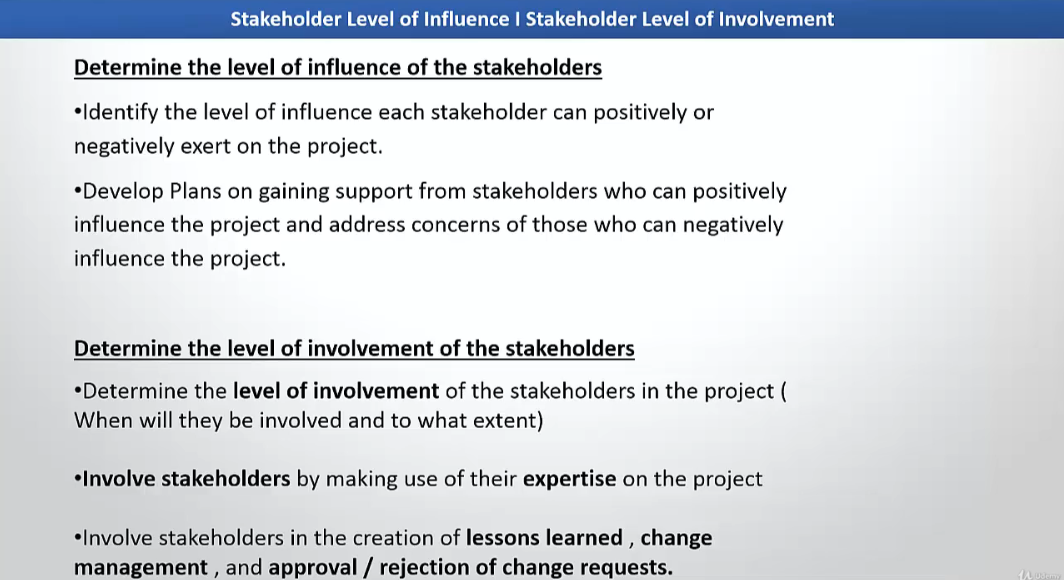 Stakeholder Level of Influence I Stakeholder Level of Involvement
Determine the level of influence of the stakeholders
•Identify the level of influence each stakeholder can positively or
negatively exert on the project.
•Develop Plans on gaining support from stakeholders who can positively
influence the project and address concerns of those who can negatively
influence the project.
Determine the level of involvement of the stakeholders
•Determine the level of involvement of the stakeholders in the project (
When will they be involved and to what extent)
•Involve stakeholders by making use of their expertise on the project
•Involve stakeholders in the creation of lessons learned , change
management , and approval / rejection of change requests.